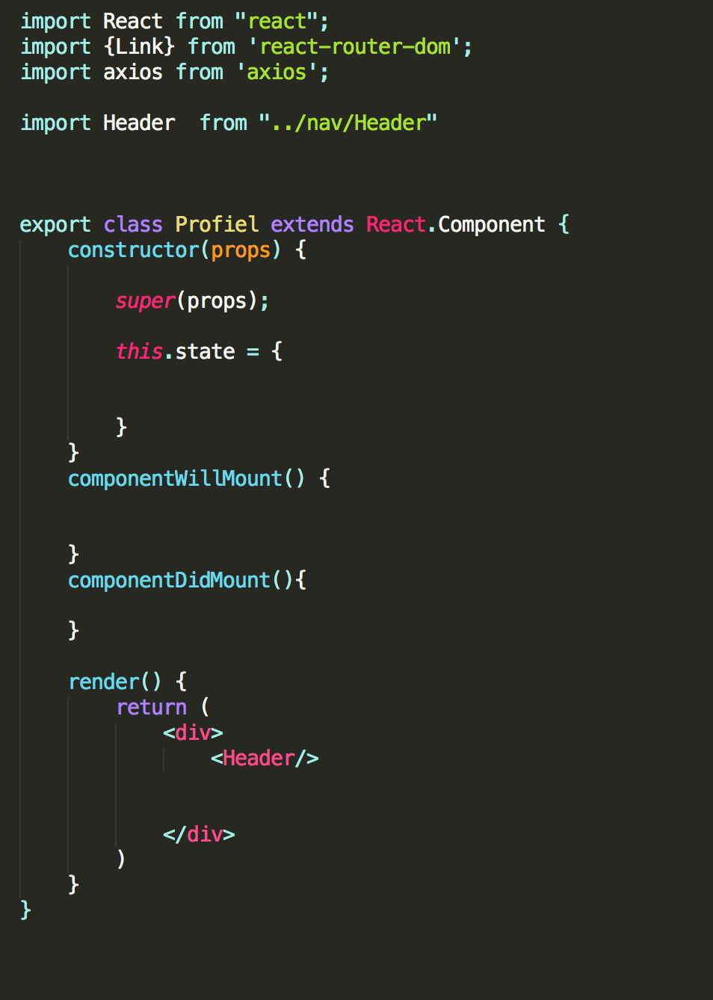 import React from "react";
import {Link} from 'react-router-dom';
import axios from 'axios';
import Header  from "../nav/Header"
export class Profiel extends React.Component {
    constructor(props) {
        super(props);
        this.state = {
        }
    }
    componentWillMount() {
    }
    componentDidMount(){
    }
    render() {
        return (
            <div>
                <Header/>
            </div>
        )
    }
}